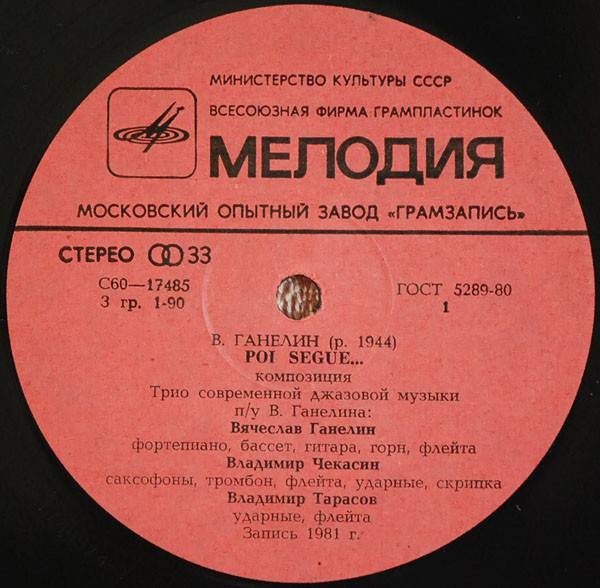 МИНИСТЕРСТВО КУЛЬТУРЫ СССР
ВСЕСОЮЗНАЯ ФИРМА ГРАМПЛАСТИНОК
МЕЛОДИЯ
МОСКОВСКИЙ ОПЫТНЫЙ ЗАВОД «ГРАМЗАПИСЬ»
СТЕРЕО 33
С60—17485
3 гр. 1-90
ГОСТ 5289-80
1
В. ГАНЕЛИН (р. 1944)
POI SEGUE...
композиция
Трио современной джазовой музыки
п/у В. Ганелина:
Вячеслав Ганелин
фортепиано, бассет, гитара, горн, флейта
Владимир Чекасин
саксофоны, тромбон, флейта, ударные, скрипка
Владимир Тарасов
ударные, флейта
Запись 1981 г.